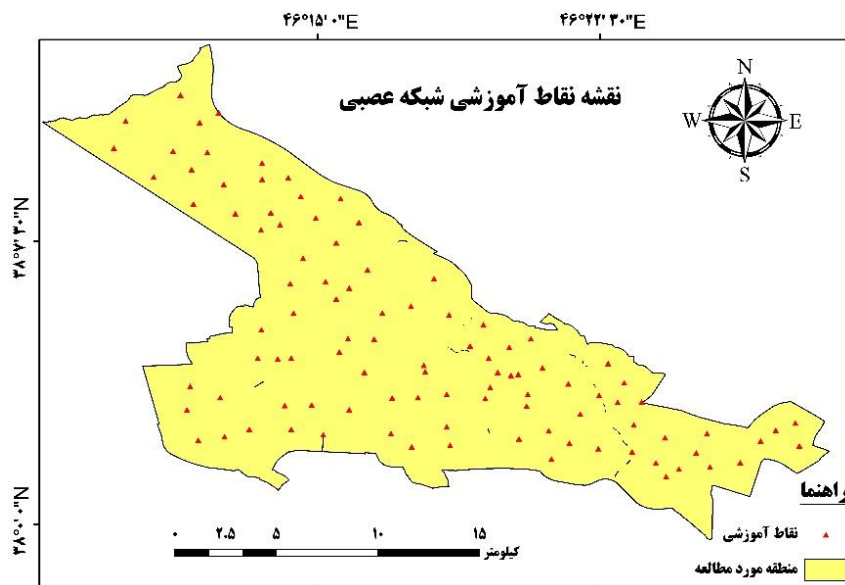 ۴۶°۱۵'۰"E ۴۶°۲۲'۳۰"E
نقشه نقاط آموزشی شبکه عصبی
N
W E
S
۳۸°۷'۳۰"N
۳۸°۰'۰"N
راهنما
نقاط آموزشی
منطقه مورد مطالعه
۰ ۲.۵ ۵ ۱۰ ۱۵
کیلومتر